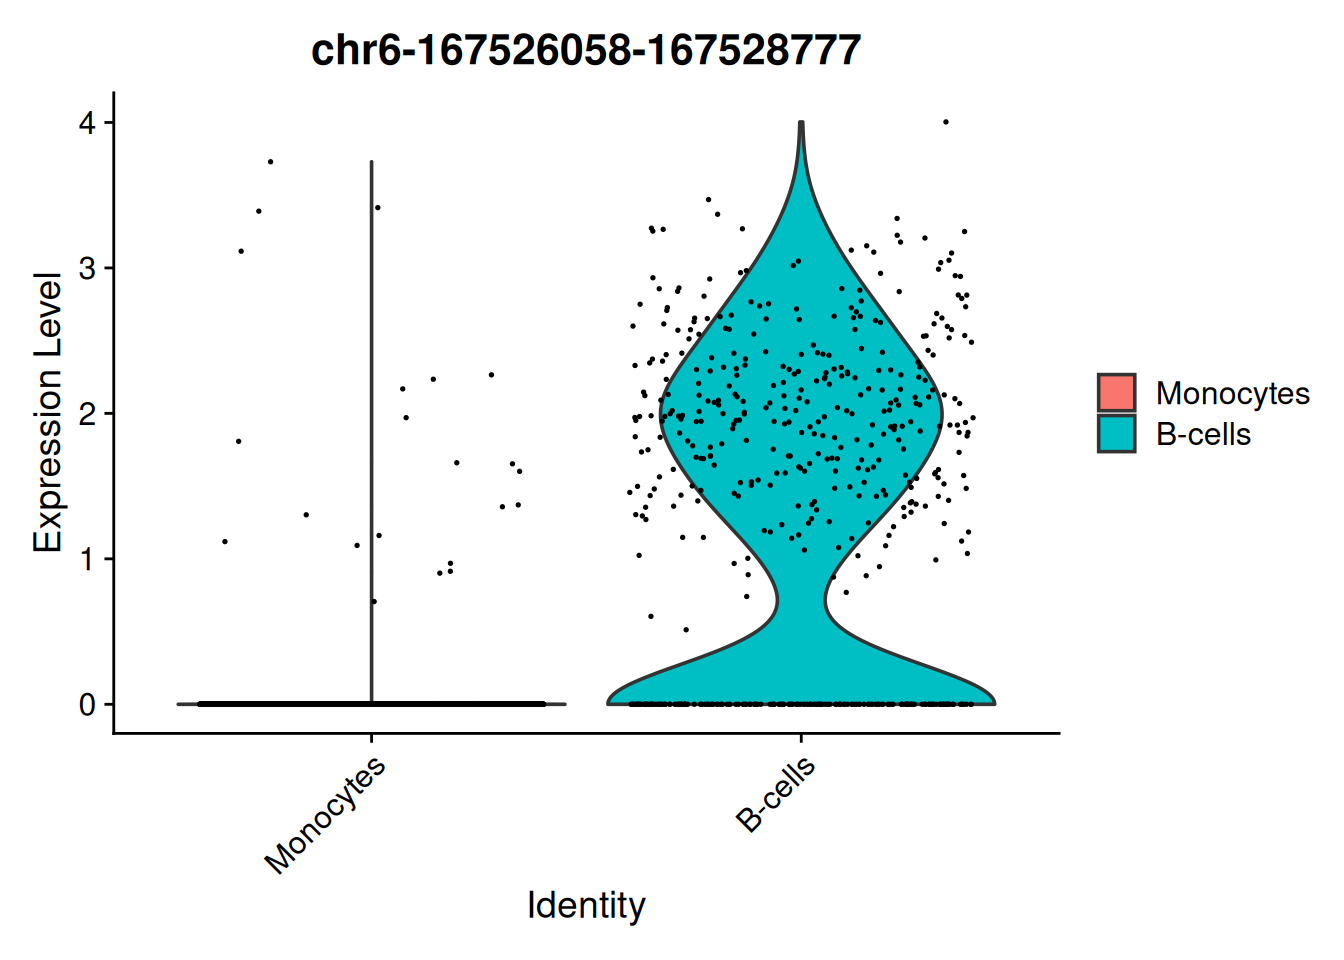 chr6-167526058-167528777
Expression Level
4
3
2
1
0
Monocytes
B-cells
Identity
Monocytes
B-cells